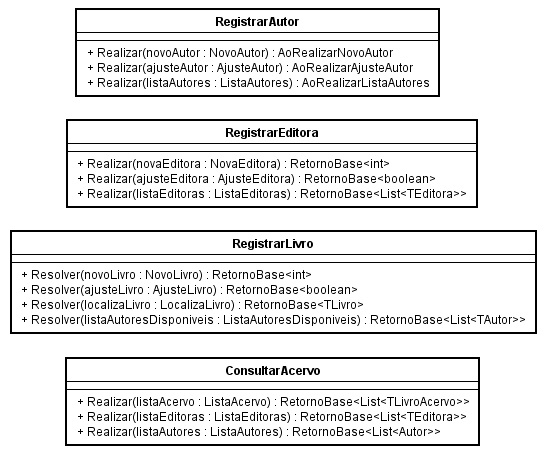 RegistrarAutor
+ Realizar(novoAutor : NovoAutor) : AoRealizarNovoAutor
+ Realizar(ajusteAutor : AjusteAutor) : AoRealizarAjusteAutor
+ Realizar(listaAutores : ListaAutores) : AoRealizarListaAutores
RegistrarEditora
+ Realizar(novaEditora : NovaEditora) : RetornoBase<int>
+ Realizar(ajusteEditora : AjusteEditora) : RetornoBase<boolean>
+ Realizar(listaEditoras : ListaEditoras) : RetornoBase<List<TEditora>>
RegistrarLivro
+ Resolver(novoLivro : NovoLivro) : RetornoBase<int>
+ Resolver(ajusteLivro : AjusteLivro) : RetornoBase<boolean>
+ Resolver(localizaLivro : LocalizaLivro) : RetornoBase<TLivro>
+ Resolver(listaAutoresDisponiveis : ListaAutoresDisponiveis) : RetornoBase<List<TAutor>>
ConsultarAcervo
+ Realizar(listaAcervo : ListaAcervo) : RetornoBase<List<TLivroAcervo>>
+ Realizar(listaEditoras : ListaEditoras) : RetornoBase<List<TEditora>>
+ Realizar(listaAutores : ListaAutores) : RetornoBase<List<Autor>>